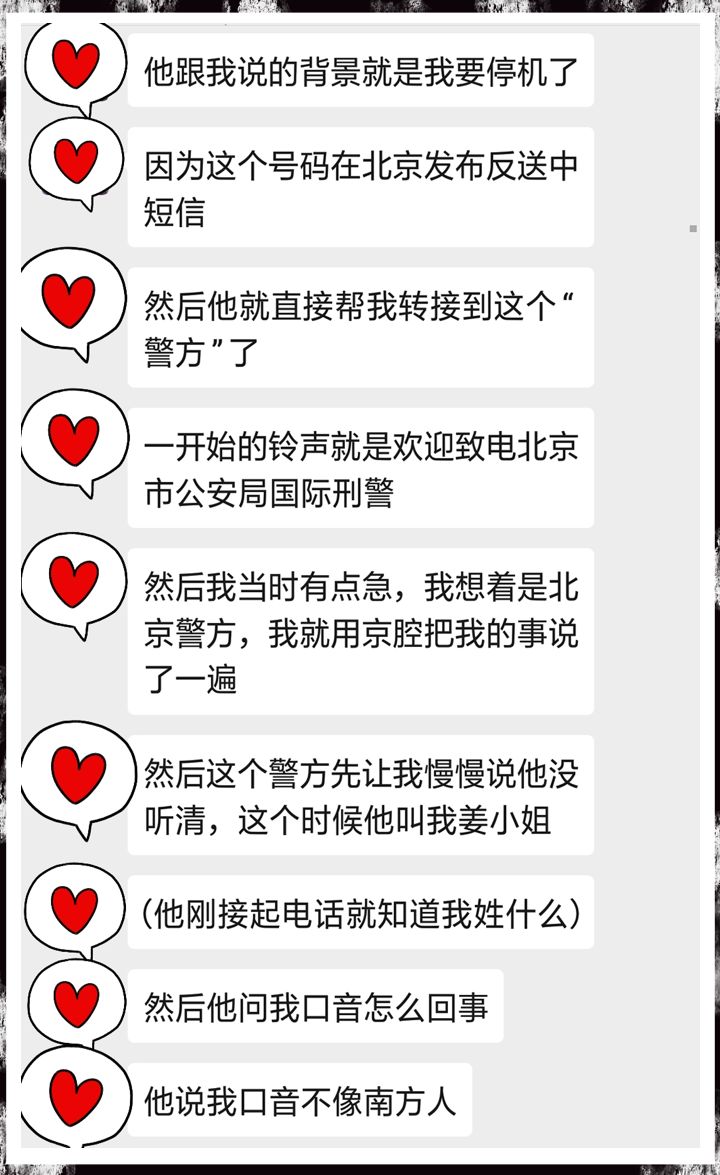 他跟我说的背景就是我要停机了
因为这个号码在北京发布反送中
短信
然后他就直接帮我转接到这个“
警方”了
一开始的铃声就是欢迎致电北京
市公安局国际刑警
然后我当时有点急，我想着是北
京警方，我就用京腔把我的事说
了一遍
然后这个警方先让我慢慢说他没
听清，这个时候他叫我姜小姐
（他刚接起电话就知道我姓什么）
然后他问我口音怎么回事
他说我口音不像南方人